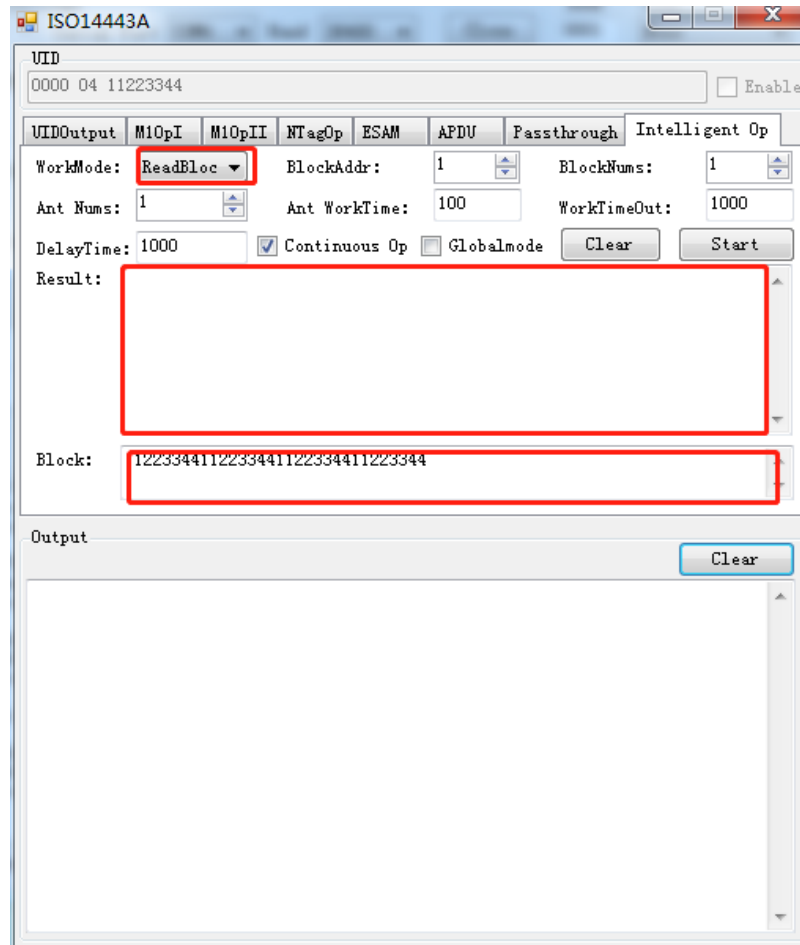 ISO14443A
UID
0000 04 11223344
Enable
UIDOutput M1OpI M1OpII NTagOp ESAM APDU Passthrough Intelligent Op
WorkMode: ReadBloc BlockAddr: 1 BlockNums: 1
Ant Nums: 1 Ant WorkTime: 100 WorkTimeOut: 1000
DelayTime: 1000 Continuous Op Globalmode Clear Start
Result:
Block: 1223344112233441122334411223344
Output
Clear